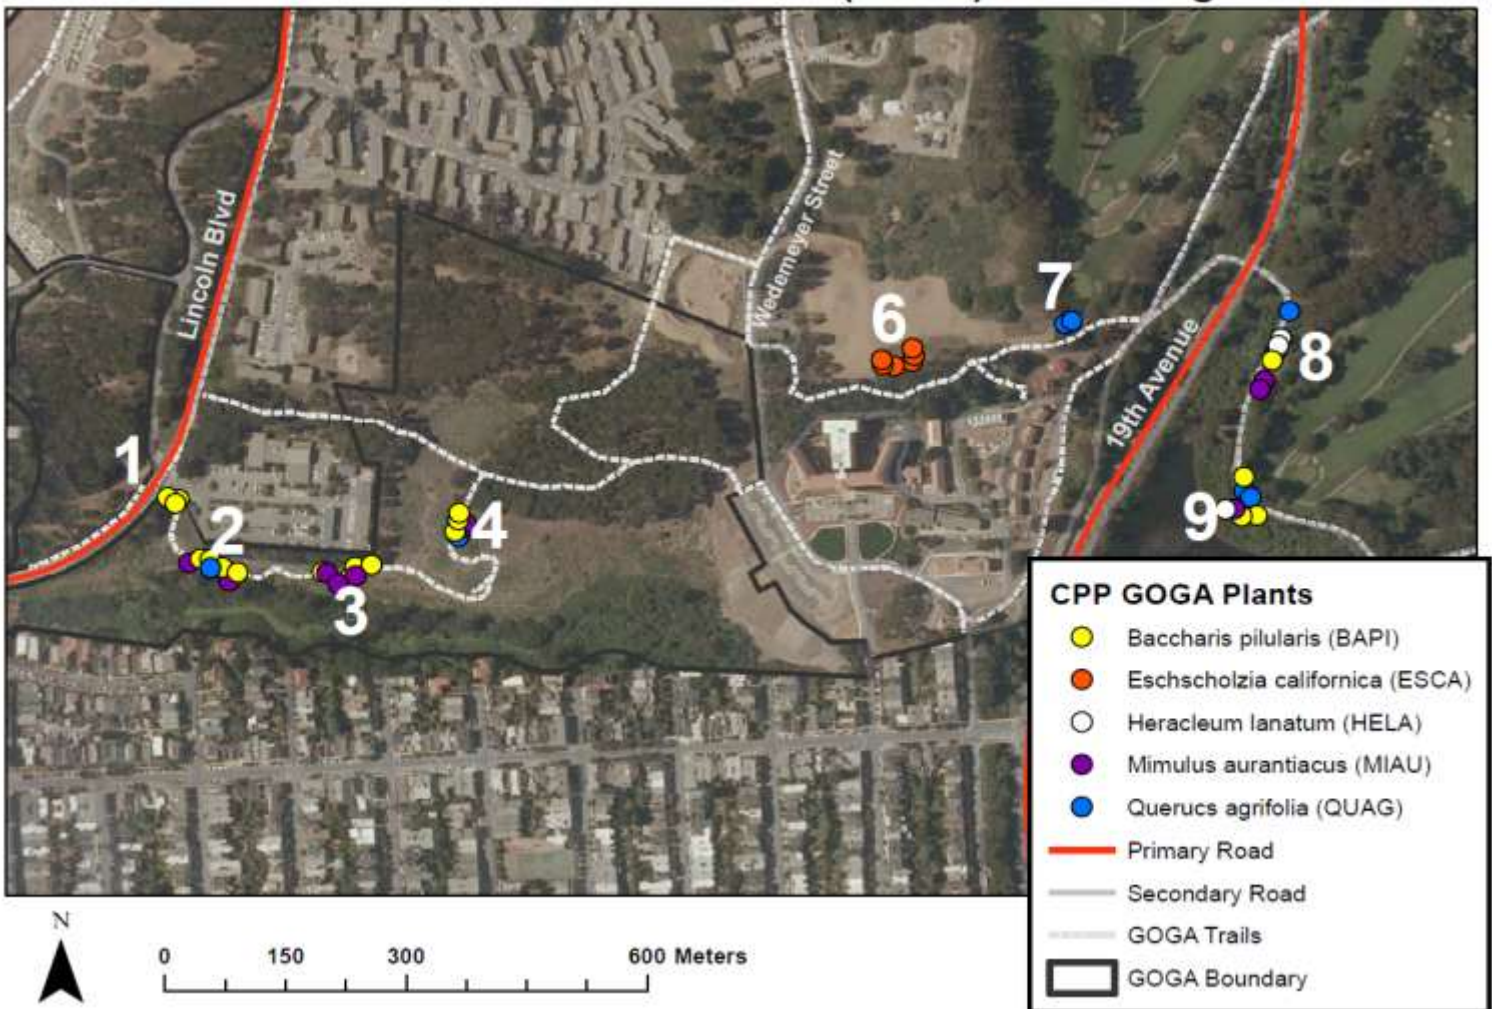 Lincoln Blvd
Wedemeyer Street
19th Avenue
1
2
3
4
6
7
8
9
CPP GOGA Plants
Baccharis pilularis (BAPI)
Eschscholzia californica (ESCA)
Heracleum lanatum (HELA)
Mimulus aurantiacus (MIAU)
Querucs agrifolia (QUAG)
Primary Road
Secondary Road
GOGA Trails
GOGA Boundary
N
0 150 300 600 Meters